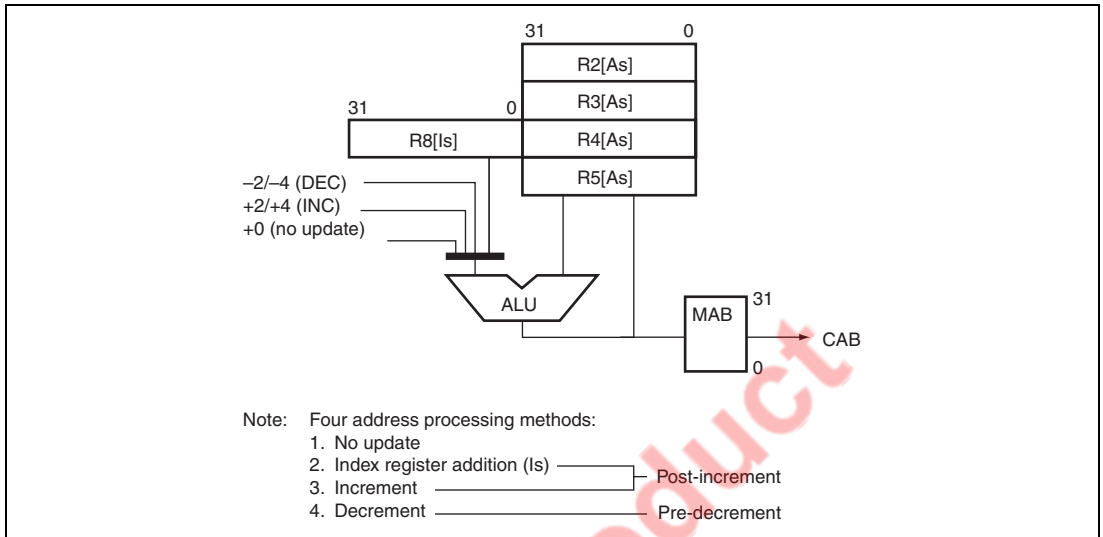 31 0
R2[As]
R3[As]
31 0
R8[Is] R4[As]
R5[As]
–2/–4 (DEC)
+2/+4 (INC)
+0 (no update)
ALU
MAB
31
CAB
0
Note: Four address processing methods:
1. No update
2. Index register addition (Is)
Post-increment
3. Increment
4. Decrement Pre-decrement
oduct